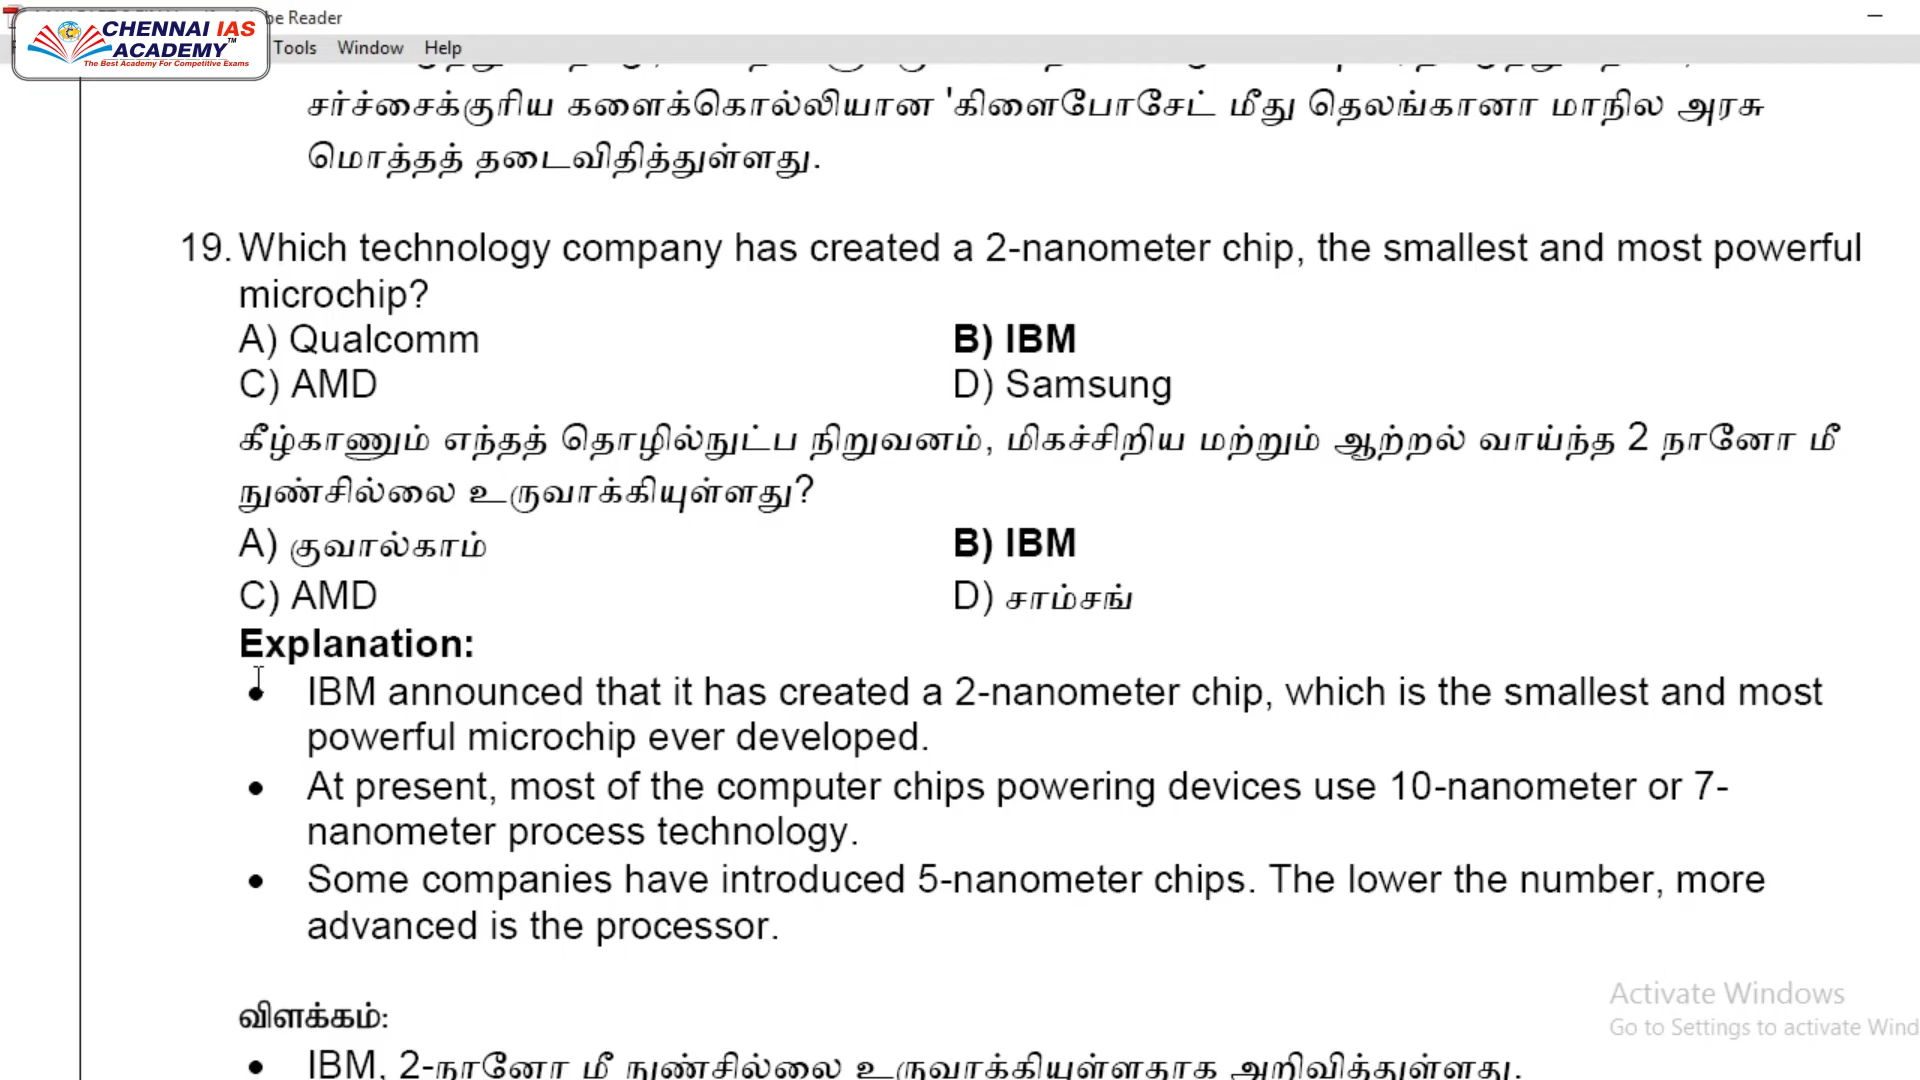 CHENNAI IAS
ACADEMY™
The Best Academy For Competitive Exams
be Reader
Tools Window Help
சர்ச்சைக்குரிய களைக்கொல்லியான 'கிளைபோசேட் மீது தெலங்கானா மாநில அரசு
மொத்தத் தடைவிதித்துள்ளது.
19. Which technology company has created a 2-nanometer chip, the smallest and most powerful
microchip?
A) Qualcomm B) IBM
C) AMD D) Samsung
கீழ்காணும் எந்தத் தொழில்நுட்ப நிறுவனம், மிகச்சிறிய மற்றும் ஆற்றல் வாய்ந்த 2 நானோ மீ
நுண்சில்லை உருவாக்கியுள்ளது?
A) குவால்காம் B) IBM
C) AMD D) சாம்சங்
Explanation:
• IBM announced that it has created a 2-nanometer chip, which is the smallest and most
powerful microchip ever developed.
• At present, most of the computer chips powering devices use 10-nanometer or 7-
nanometer process technology.
• Some companies have introduced 5-nanometer chips. The lower the number, more
advanced is the processor.
Activate Windows
Go to Settings to activate Wind
விளக்கம்:
• IBM, 2-நானோ மீ நுண்சில்லை உருவாக்கியுள்ளதாக அறிவித்துள்ளது.